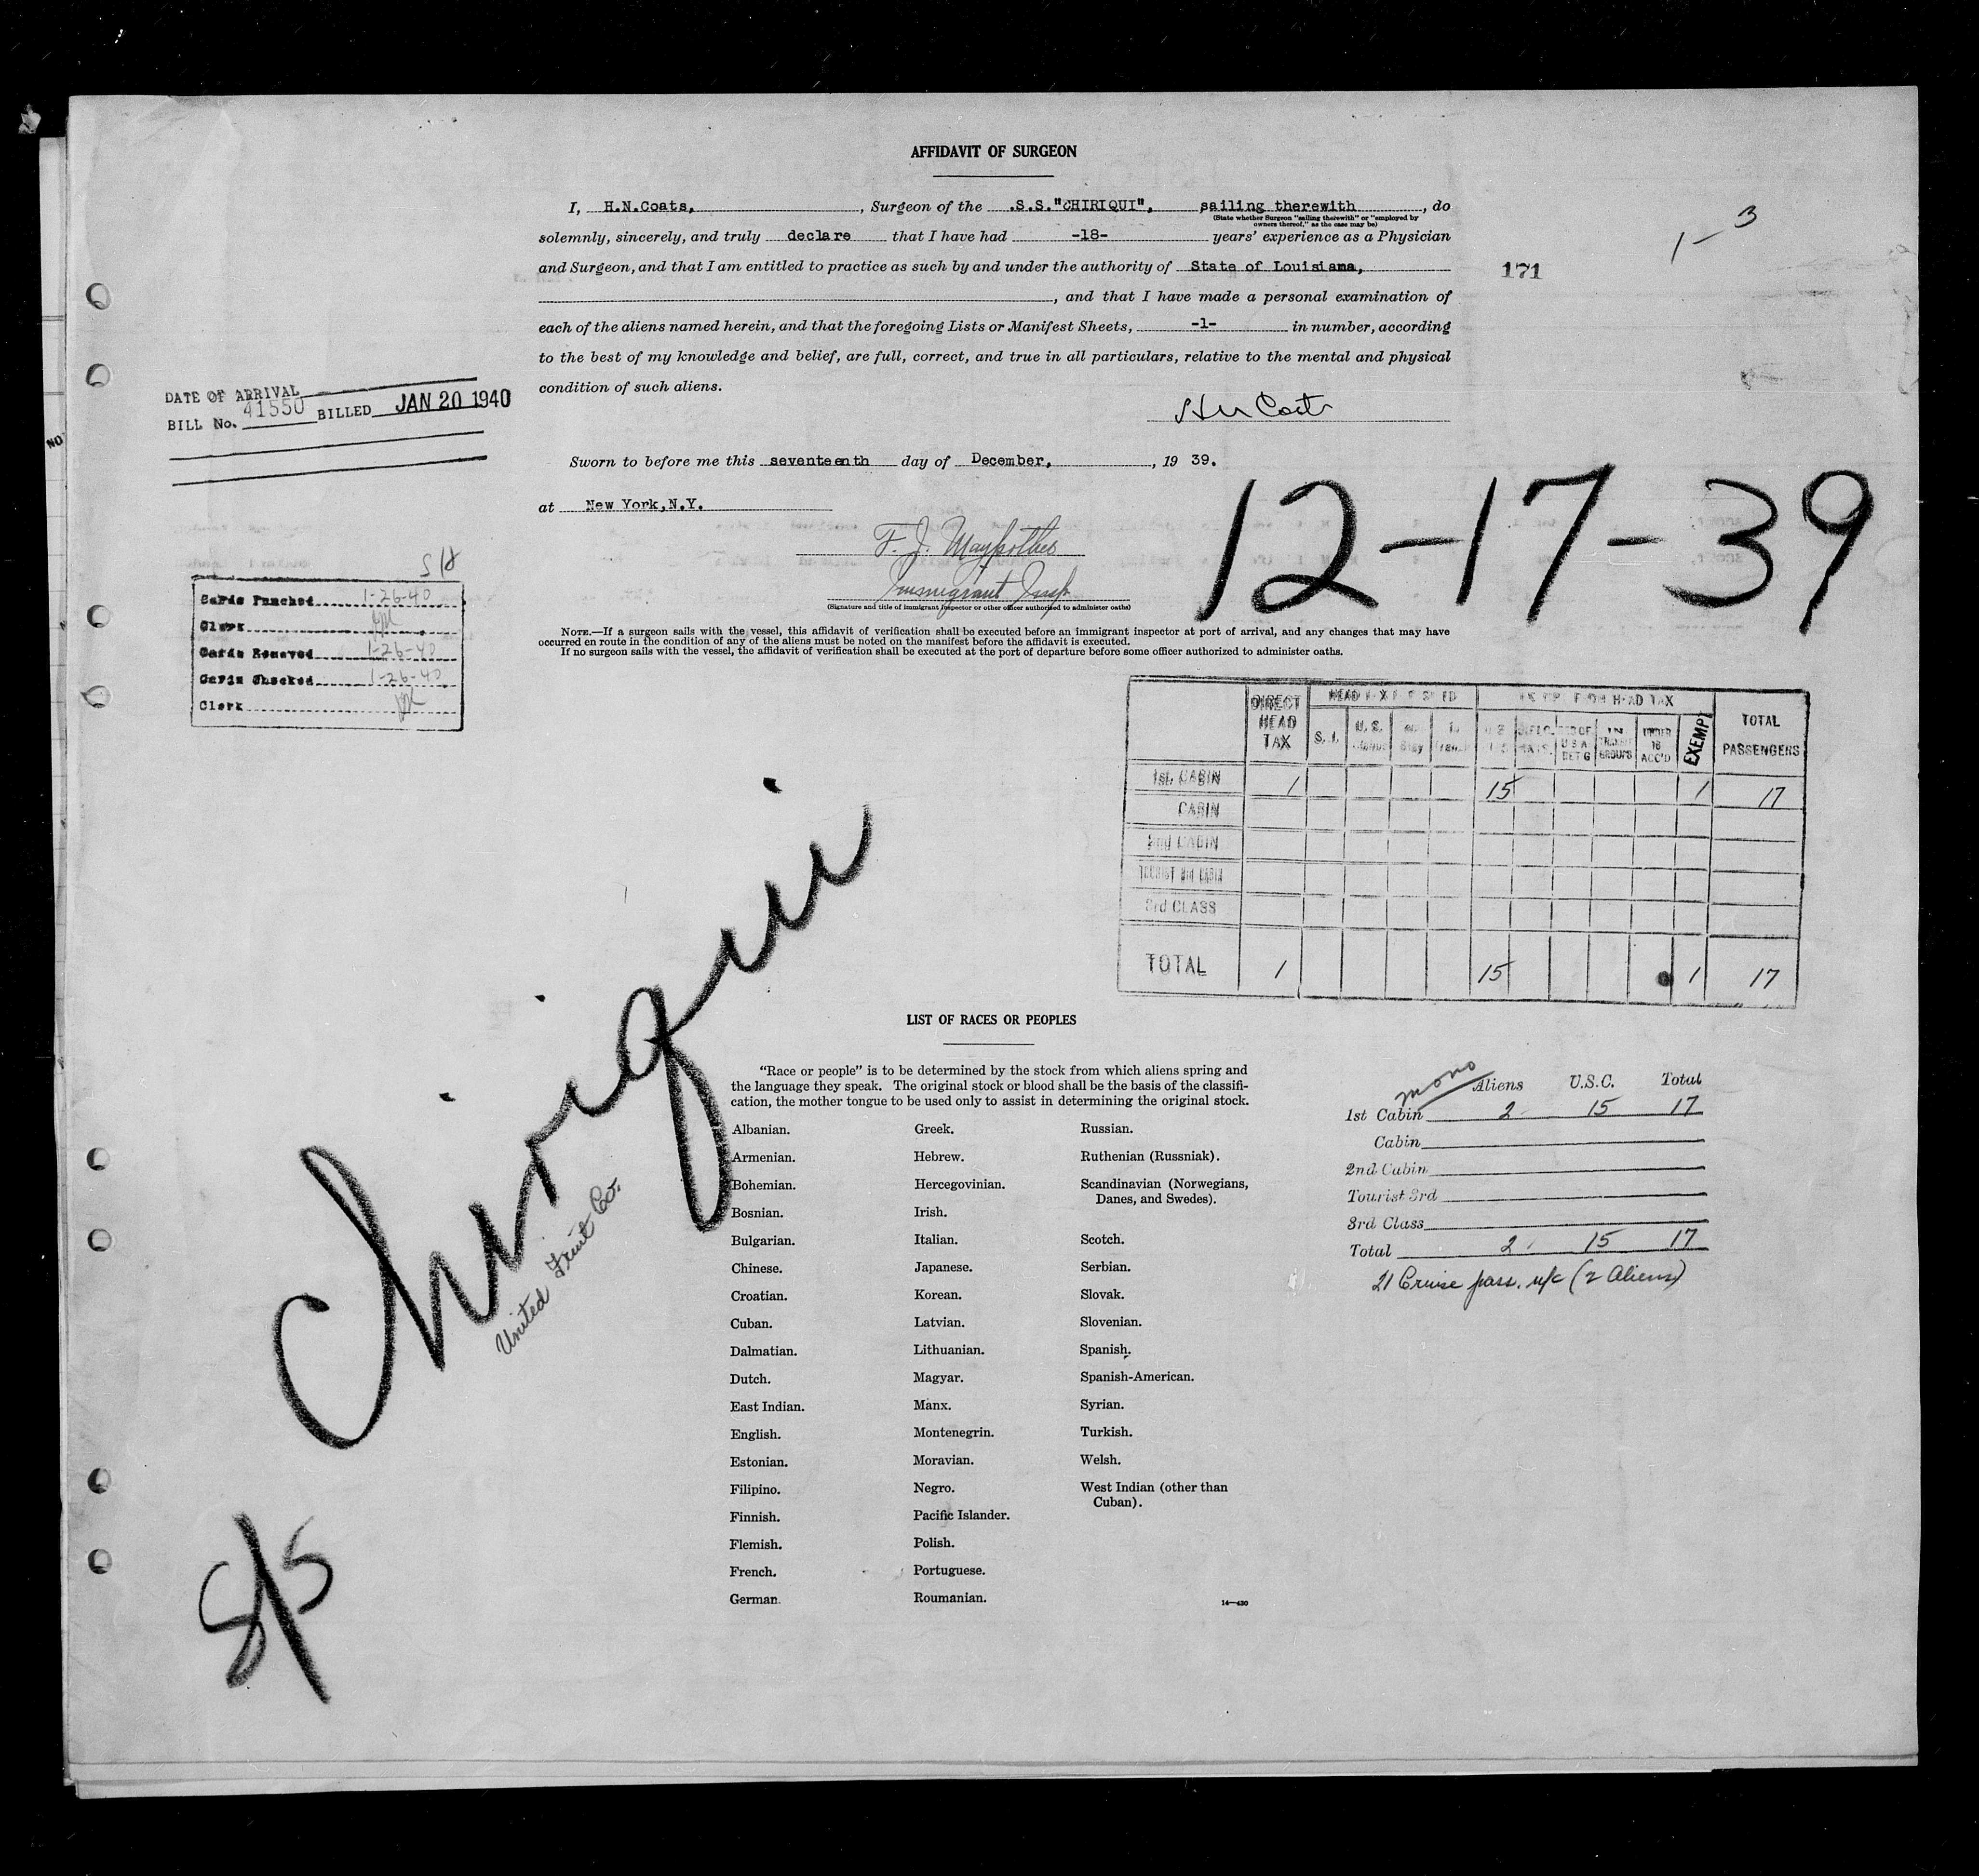 AFFIDAVIT OF SURGEON
I, H.N.Coats, , Surgeon of the .S.S."CHIRIQUI", sailing therewith , do
(State whether Surgeon "sailing therewith" or "employed by
owners thereof," as the case may be)
solemnly, sincerely, and truly declare that I have had -18- years' experience as a Physician
and Surgeon, and that I am entitled to practice as such by and under the authority of State of Louisiana,
, and that I have made a personal examination of
each of the aliens named herein, and that the foregoing Lists or Manifest Sheets, -1- in number, according
to the best of my knowledge and belief, are full, correct, and true in all particulars, relative to the mental and physical
condition of such aliens.
H N Coats
1-3
171
DATE OF ARRIVAL
BILL No. 41550 BILLED JAN 20 1940
NO
Sworn to before me this seventeenth day of December, , 19 39.
at New York,N.Y.
12-17-39
F. J. Maypother
Immigrant Insp
(Signature and title of immigrant inspector or other officer authorized to administer oaths)
NOTE.—If a surgeon sails with the vessel, this affidavit of verification shall be executed before an immigrant inspector at port of arrival, and any changes that may have
occurred en route in the condition of any of the aliens must be noted on the manifest before the affidavit is executed.
If no surgeon sails with the vessel, the affidavit of verification shall be executed at the port of departure before some officer authorized to administer oaths.
Cards Punched 1-26-40
Clerk
Cards Removed 1-26-40
Cards Checked 1-26-40
Clerk
DIRECT HEAD TAX
S. I.
U. S.
HEAD TAX
UNDER 16 ACC'D
EXEMPT
TOTAL PASSENGERS
1st. CABIN 1 15 1 17
CABIN
2nd CABIN
TOURIST 3rd CABIN
3rd CLASS
TOTAL 1 15 1 17
Chiriqui
United Fruit Co.
S/S
LIST OF RACES OR PEOPLES
"Race or people" is to be determined by the stock from which aliens spring and
the language they speak. The original stock or blood shall be the basis of the classifi-
cation, the mother tongue to be used only to assist in determining the original stock.
Albanian.
Armenian.
Bohemian.
Bosnian.
Bulgarian.
Chinese.
Croatian.
Cuban.
Dalmatian.
Dutch.
East Indian.
English.
Estonian.
Filipino.
Finnish.
Flemish.
French.
German.
Greek.
Hebrew.
Hercegovinian.
Irish.
Italian.
Japanese.
Korean.
Latvian.
Lithuanian.
Magyar.
Manx.
Montenegrin.
Moravian.
Negro.
Pacific Islander.
Polish.
Portuguese.
Roumanian.
Russian.
Ruthenian (Russniak).
Scandinavian (Norwegians,
Danes, and Swedes).
Scotch.
Serbian.
Slovak.
Slovenian.
Spanish.
Spanish-American.
Syrian.
Turkish.
Welsh.
West Indian (other than
Cuban).
14—430
mono
Aliens U.S.C. Total
1st Cabin 2 15 17
Cabin
2nd Cabin
Tourist 3rd
3rd Class
Total 2 15 17
21 Cruise pass. n/c (2 Aliens)